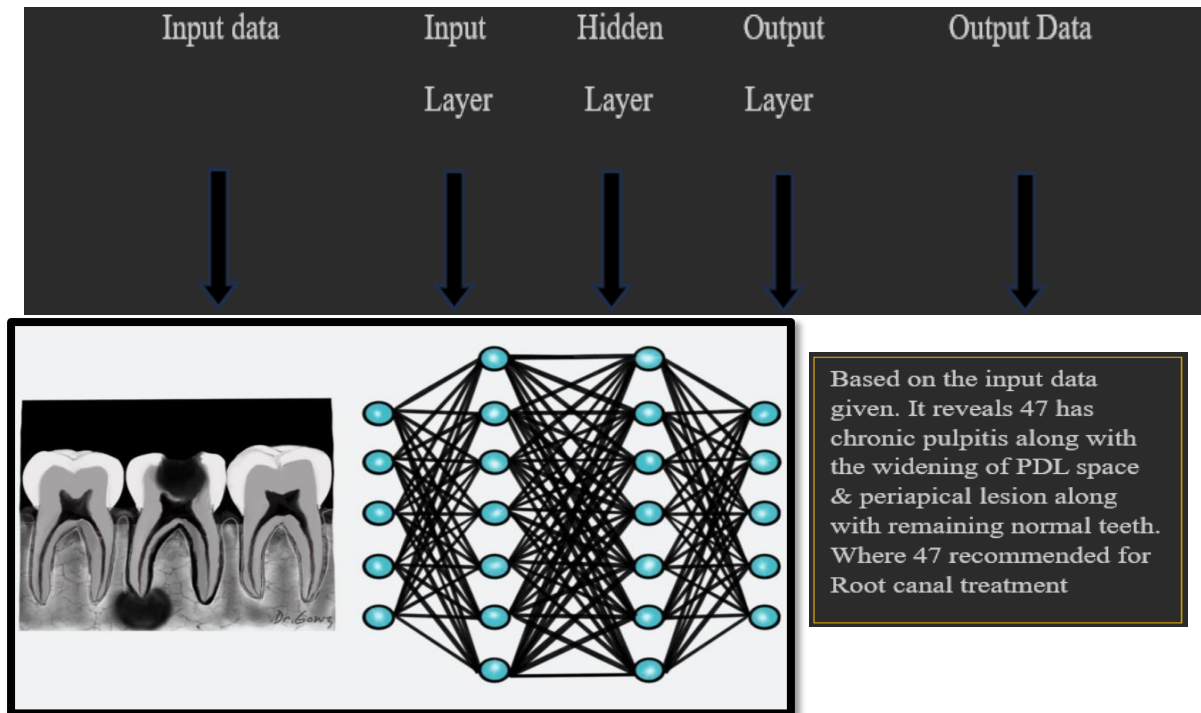 Input data Input Hidden Output Output Data
Layer Layer Layer
Based on the input data
given. It reveals 47 has
chronic pulpitis along with
the widening of PDL space
& periapical lesion along
with remaining normal teeth.
Where 47 recommended for
Root canal treatment
Dr.Gowz